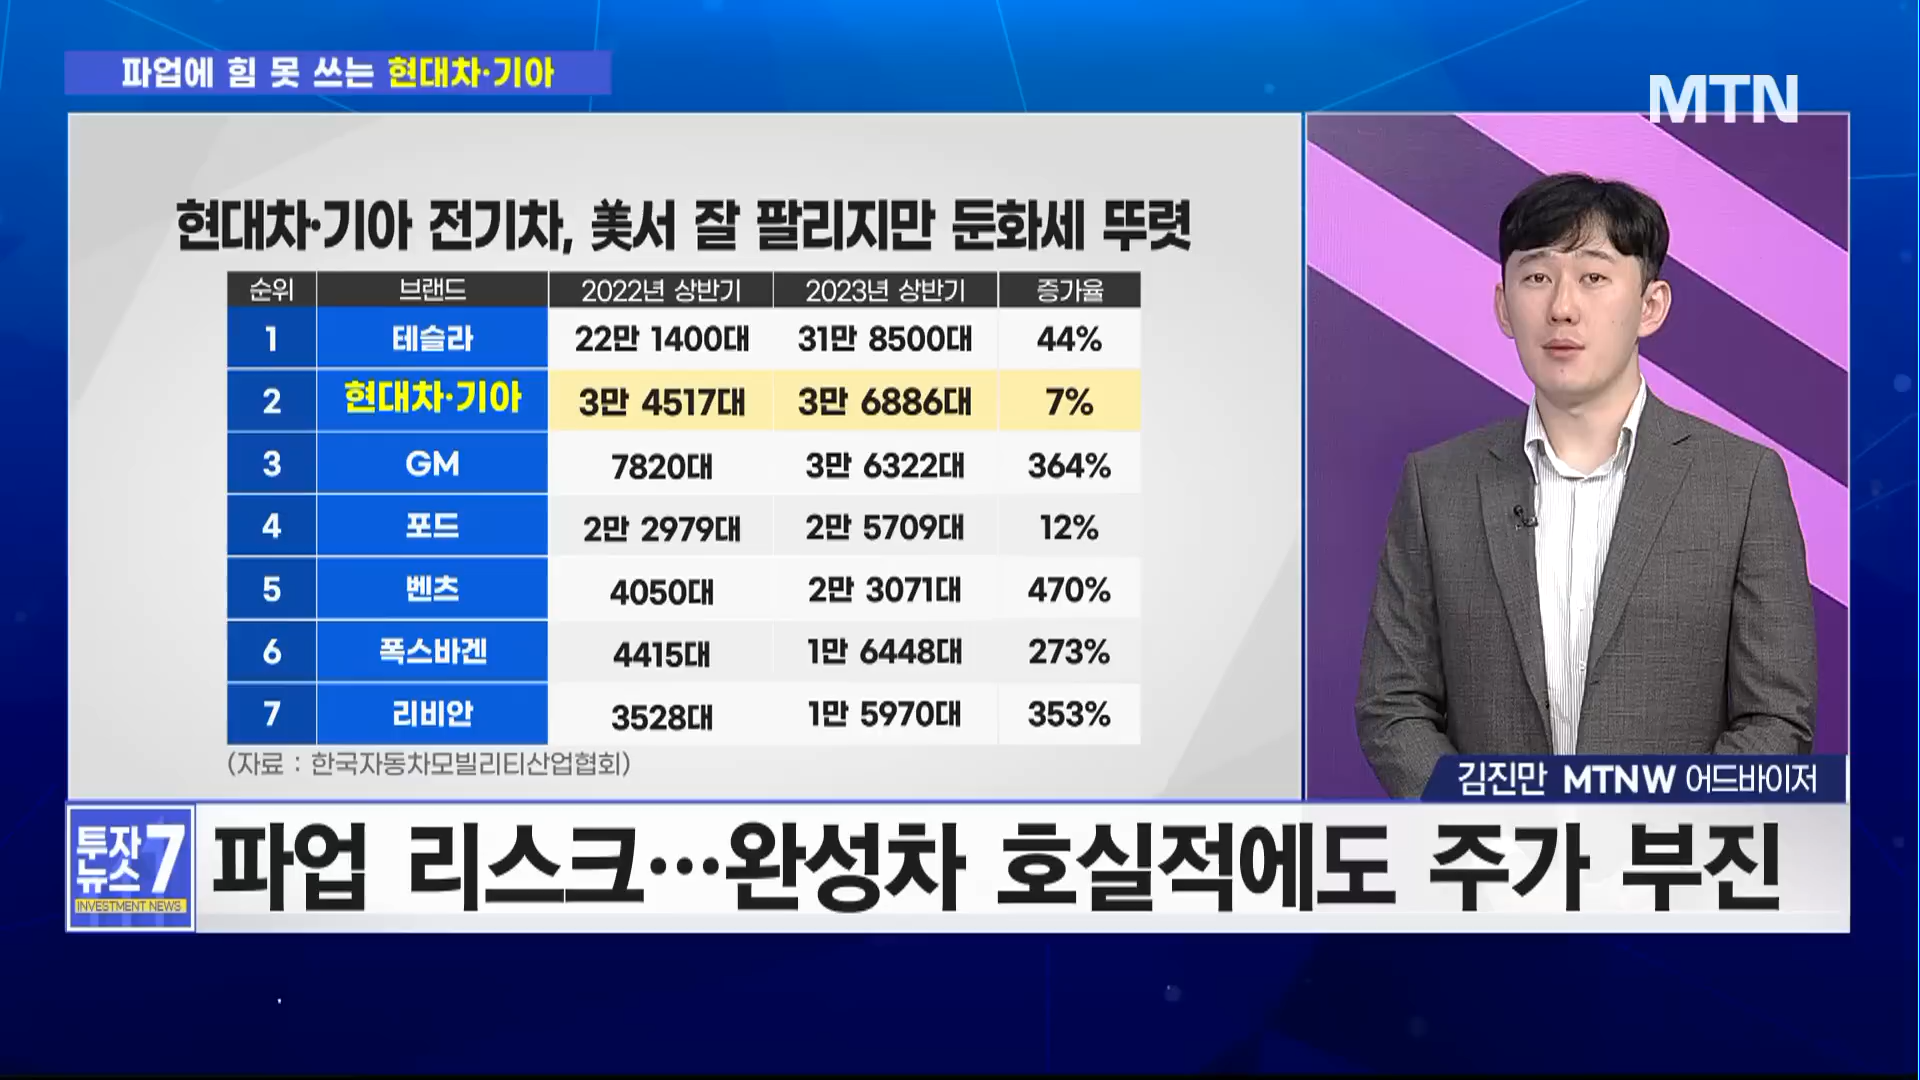 파업에 힘 못 쓰는 현대차·기아
MTN
현대차·기아 전기차, 美서 잘 팔리지만 둔화세 뚜렷
순위 브랜드 2022년 상반기 2023년 상반기 증가율
1 테슬라 22만 1400대 31만 8500대 44%
2 현대차·기아 3만 4517대 3만 6886대 7%
3 GM 7820대 3만 6322대 364%
4 포드 2만 2979대 2만 5709대 12%
5 벤츠 4050대 2만 3071대 470%
6 폭스바겐 4415대 1만 6448대 273%
7 리비안 3528대 1만 5970대 353%
(자료 : 한국자동차모빌리티산업협회)
김진만 MTNW 어드바이저
투자
뉴스 7
INVESTMENT NEWS
파업 리스크…완성차 호실적에도 주가 부진